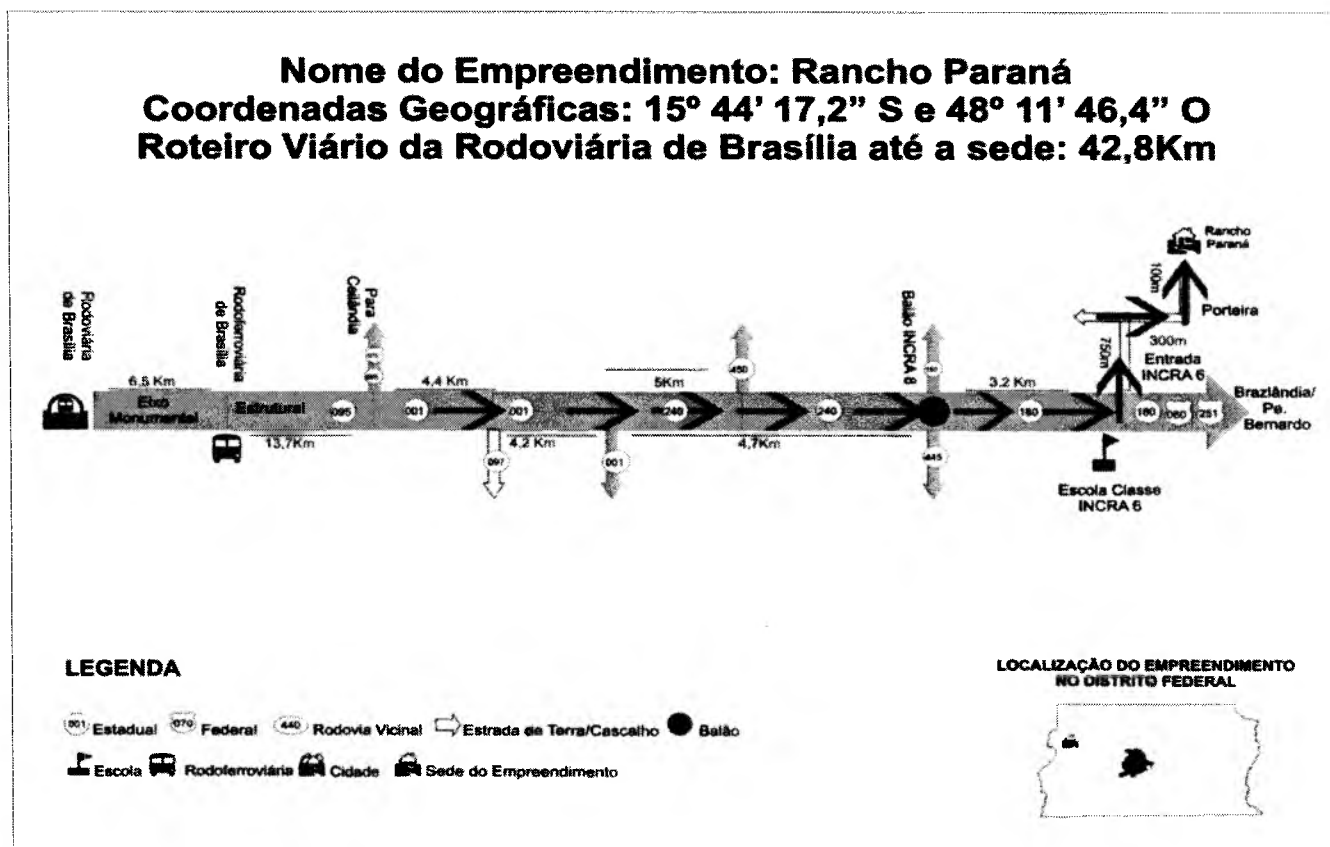 Nome do Empreendimento: Rancho Paraná
Coordenadas Geográficas: 15º 44' 17,2" S e 48º 11' 46,4" O
Roteiro Viário da Rodoviária de Brasília até a sede: 42,8Km
Rodoviária
de Brasília
6,5 Km
Eixo
Monumental
Rodoferroviária
de Brasília
Estrutural
13,7Km
095
Para
Ceilândia
001
4,4 Km
001
097
4,2 Km
001
5Km
240
450
240
4,7Km
Balão INCRA 8
445
3,2 Km
180
750m
Escola Classe
INCRA 6
300m
Entrada
INCRA 6
Porteira
100m
Rancho
Paraná
180
080
251
Brazlândia/
Pe.
Bernardo
LEGENDA
001 Estadual
070 Federal
440 Rodovia Vicinal
Estrada de Terra/Cascalho
Balão
Escola
Rodoferroviária
Cidade
Sede do Empreendimento
LOCALIZAÇÃO DO EMPREENDIMENTO
NO DISTRITO FEDERAL